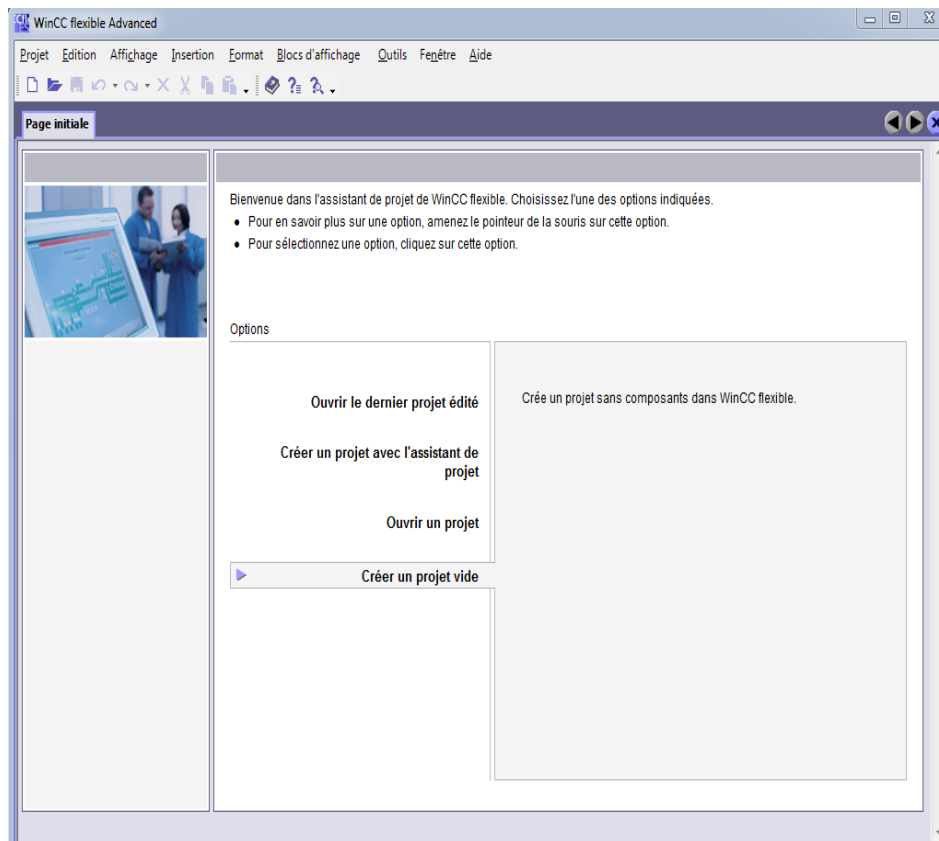 WinCC flexible Advanced
Projet Edition Affichage Insertion Format Blocs d'affichage Outils Fenêtre Aide
Page initiale
Bienvenue dans l'assistant de projet de WinCC flexible. Choisissez l'une des options indiquées.
• Pour en savoir plus sur une option, amenez le pointeur de la souris sur cette option.
• Pour sélectionnez une option, cliquez sur cette option.
Options
Ouvrir le dernier projet édité
Crée un projet sans composants dans WinCC flexible.
Créer un projet avec l'assistant de
projet
Ouvrir un projet
Créer un projet vide